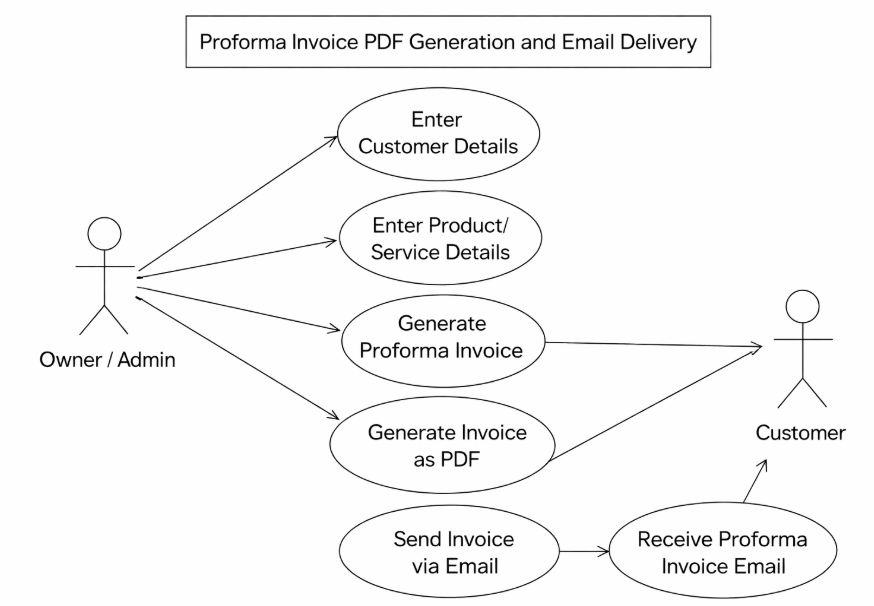 Proforma Invoice PDF Generation and Email Delivery
Enter
Customer Details
Enter Product/
Service Details
Generate
Proforma Invoice
Owner / Admin
Generate Invoice
as PDF
Customer
Send Invoice
via Email
Receive Proforma
Invoice Email